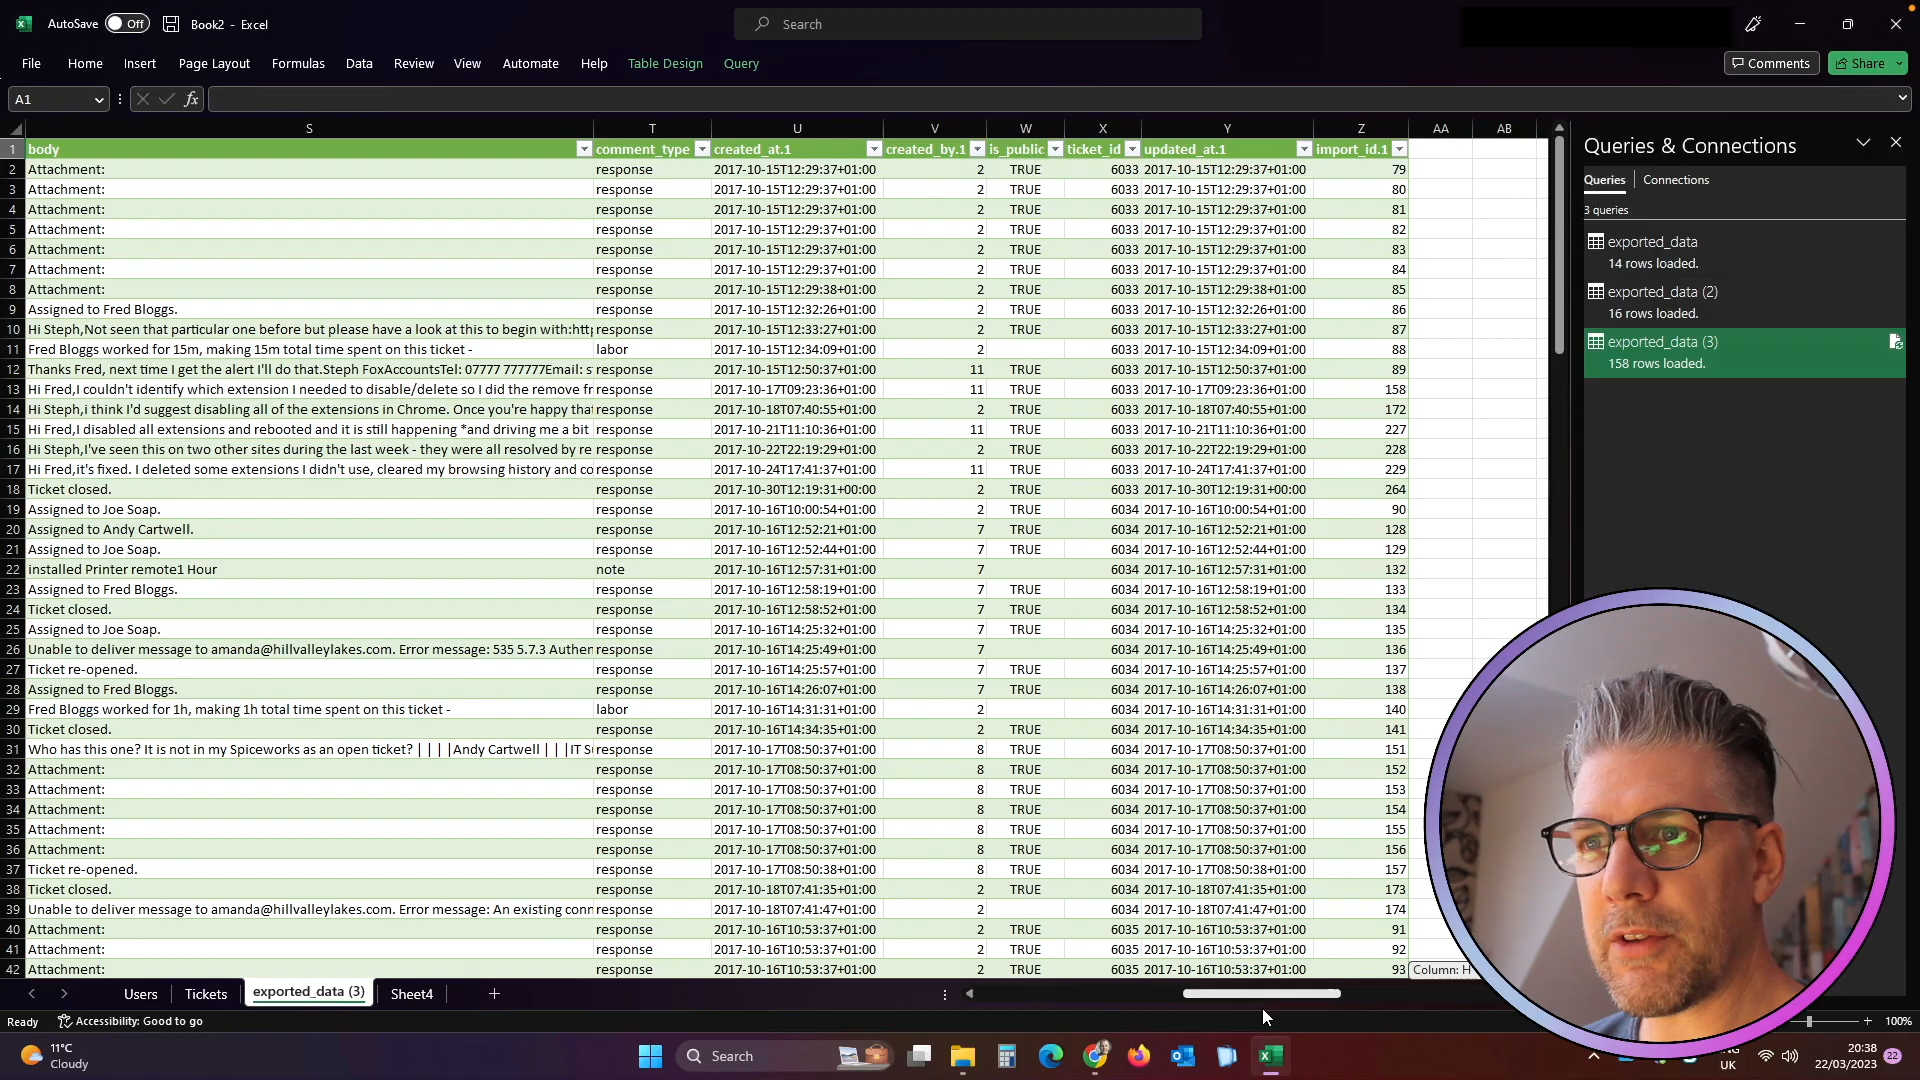 AutoSave Off Book2 - Excel Search
File Home Insert Page Layout Formulas Data Review View Automate Help Table Design Query Comments Share
A1 fx
S T U V W X Y Z AA AB
1 body comment_type created_at.1 created_by.1 is_public ticket_id updated_at.1 import_id.1
2 Attachment: response 2017-10-15T12:29:37+01:00 2 TRUE 6033 2017-10-15T12:29:37+01:00 79
3 Attachment: response 2017-10-15T12:29:37+01:00 2 TRUE 6033 2017-10-15T12:29:37+01:00 80
4 Attachment: response 2017-10-15T12:29:37+01:00 2 TRUE 6033 2017-10-15T12:29:37+01:00 81
5 Attachment: response 2017-10-15T12:29:37+01:00 2 TRUE 6033 2017-10-15T12:29:37+01:00 82
6 Attachment: response 2017-10-15T12:29:37+01:00 2 TRUE 6033 2017-10-15T12:29:37+01:00 83
7 Attachment: response 2017-10-15T12:29:37+01:00 2 TRUE 6033 2017-10-15T12:29:37+01:00 84
8 Attachment: response 2017-10-15T12:29:38+01:00 2 TRUE 6033 2017-10-15T12:29:38+01:00 85
9 Assigned to Fred Bloggs. response 2017-10-15T12:32:26+01:00 2 TRUE 6033 2017-10-15T12:32:26+01:00 86
10 Hi Steph,Not seen that particular one before but please have a look at this to begin with:htt response 2017-10-15T12:33:27+01:00 2 TRUE 6033 2017-10-15T12:33:27+01:00 87
11 Fred Bloggs worked for 15m, making 15m total time spent on this ticket - labor 2017-10-15T12:34:09+01:00 2 6033 2017-10-15T12:34:09+01:00 88
12 Thanks Fred, next time I get the alert I'll do that.Steph FoxAccountsTel: 07777 777777Email: s response 2017-10-15T12:50:37+01:00 11 TRUE 6033 2017-10-15T12:50:37+01:00 89
13 Hi Fred,I couldn't identify which extension I needed to disable/delete so I did the remove fr response 2017-10-17T09:23:36+01:00 11 TRUE 6033 2017-10-17T09:23:36+01:00 158
14 Hi Steph,i think I'd suggest disabling all of the extensions in Chrome. Once you're happy tha response 2017-10-18T07:40:55+01:00 2 TRUE 6033 2017-10-18T07:40:55+01:00 172
15 Hi Fred,I disabled all extensions and rebooted and it is still happening *and driving me a bit response 2017-10-21T11:10:36+01:00 11 TRUE 6033 2017-10-21T11:10:36+01:00 227
16 Hi Steph,I've seen this on two other sites during the last week - they were all resolved by re response 2017-10-22T22:19:29+01:00 2 TRUE 6033 2017-10-22T22:19:29+01:00 228
17 Hi Fred,it's fixed. I deleted some extensions I didn't use, cleared my browsing history and co response 2017-10-24T17:41:37+01:00 11 TRUE 6033 2017-10-24T17:41:37+01:00 229
18 Ticket closed. response 2017-10-30T12:19:31+00:00 2 TRUE 6033 2017-10-30T12:19:31+00:00 264
19 Assigned to Joe Soap. response 2017-10-16T10:00:54+01:00 2 TRUE 6034 2017-10-16T10:00:54+01:00 90
20 Assigned to Andy Cartwell. response 2017-10-16T12:52:21+01:00 7 TRUE 6034 2017-10-16T12:52:21+01:00 128
21 Assigned to Joe Soap. response 2017-10-16T12:52:44+01:00 7 TRUE 6034 2017-10-16T12:52:44+01:00 129
22 installed Printer remote1 Hour note 2017-10-16T12:57:31+01:00 7 6034 2017-10-16T12:57:31+01:00 132
23 Assigned to Fred Bloggs. response 2017-10-16T12:58:19+01:00 7 TRUE 6034 2017-10-16T12:58:19+01:00 133
24 Ticket closed. response 2017-10-16T12:58:52+01:00 7 TRUE 6034 2017-10-16T12:58:52+01:00 134
25 Assigned to Joe Soap. response 2017-10-16T14:25:32+01:00 7 TRUE 6034 2017-10-16T14:25:32+01:00 135
26 Unable to deliver message to amanda@hillvalleylakes.com. Error message: 535 5.7.3 Authen response 2017-10-16T14:25:49+01:00 7 6034 2017-10-16T14:25:49+01:00 136
27 Ticket re-opened. response 2017-10-16T14:25:57+01:00 7 TRUE 6034 2017-10-16T14:25:57+01:00 137
28 Assigned to Fred Bloggs. response 2017-10-16T14:26:07+01:00 7 TRUE 6034 2017-10-16T14:26:07+01:00 138
29 Fred Bloggs worked for 1h, making 1h total time spent on this ticket - labor 2017-10-16T14:31:31+01:00 2 6034 2017-10-16T14:31:31+01:00 140
30 Ticket closed. response 2017-10-16T14:34:35+01:00 2 TRUE 6034 2017-10-16T14:34:35+01:00 141
31 Who has this one? It is not in my Spiceworks as an open ticket? | | | |Andy Cartwell | | |IT Su response 2017-10-17T08:50:37+01:00 8 TRUE 6034 2017-10-17T08:50:37+01:00 151
32 Attachment: response 2017-10-17T08:50:37+01:00 8 TRUE 6034 2017-10-17T08:50:37+01:00 152
33 Attachment: response 2017-10-17T08:50:37+01:00 8 TRUE 6034 2017-10-17T08:50:37+01:00 153
34 Attachment: response 2017-10-17T08:50:37+01:00 8 TRUE 6034 2017-10-17T08:50:37+01:00 154
35 Attachment: response 2017-10-17T08:50:37+01:00 8 TRUE 6034 2017-10-17T08:50:37+01:00 155
36 Attachment: response 2017-10-17T08:50:37+01:00 8 TRUE 6034 2017-10-17T08:50:37+01:00 156
37 Ticket re-opened. response 2017-10-17T08:50:38+01:00 8 TRUE 6034 2017-10-17T08:50:38+01:00 157
38 Ticket closed. response 2017-10-18T07:41:35+01:00 2 TRUE 6034 2017-10-18T07:41:35+01:00 173
39 Unable to deliver message to amanda@hillvalleylakes.com. Error message: An existing conn response 2017-10-18T07:41:47+01:00 2 6034 2017-10-18T07:41:47+01:00 174
40 Attachment: response 2017-10-16T10:53:37+01:00 2 TRUE 6035 2017-10-16T10:53:37+01:00 91
41 Attachment: response 2017-10-16T10:53:37+01:00 2 TRUE 6035 2017-10-16T10:53:37+01:00 92
42 Attachment: response 2017-10-16T10:53:37+01:00 2 TRUE 6035 2017-10-16T10:53:37+01:00 93
Column: H
Queries & Connections
Queries Connections
3 queries
exported_data
14 rows loaded.
exported_data (2)
16 rows loaded.
exported_data (3)
158 rows loaded.
Users Tickets exported_data (3) Sheet4
Ready Accessibility: Good to go 100%
11°C
Cloudy
Search
UK
20:38
22/03/2023
22